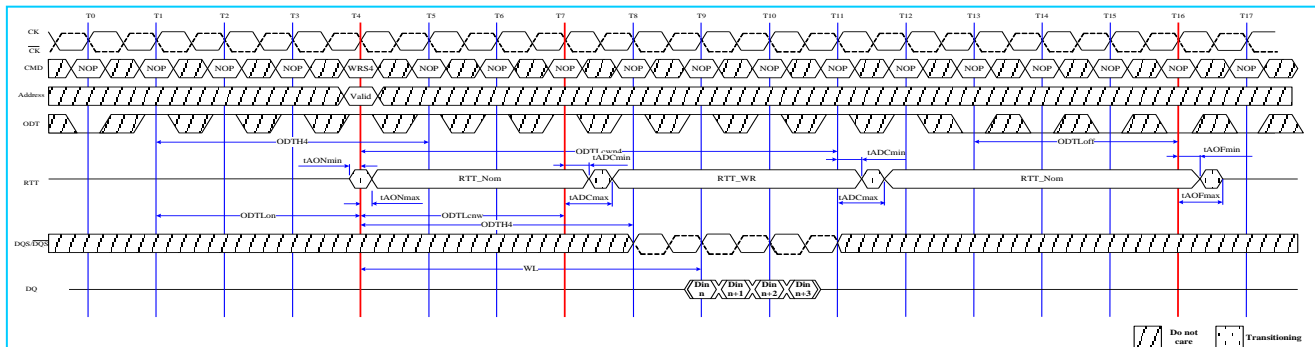 T0 T1 T2 T3 T4 T5 T6 T7 T8 T9 T10 T11 T12 T13 T14 T15 T16 T17
CK
CK
CMD NOP NOP NOP NOP WRS4 NOP NOP NOP NOP NOP NOP NOP NOP NOP NOP NOP NOP NOP
Address Valid
ODT
ODTH4 ODTLcwn4 ODTLoff
tAONmin tADCmin tADCmin tAOFmin
RTT RTT_Nom RTT_WR RTT_Nom
tAONmax tADCmax tADCmax tAOFmax
ODTLon ODTLcnw
ODTH4
DQS/DQS
WL
DQ Din n Din n+1 Din n+2 Din n+3
Do not care Transitioning